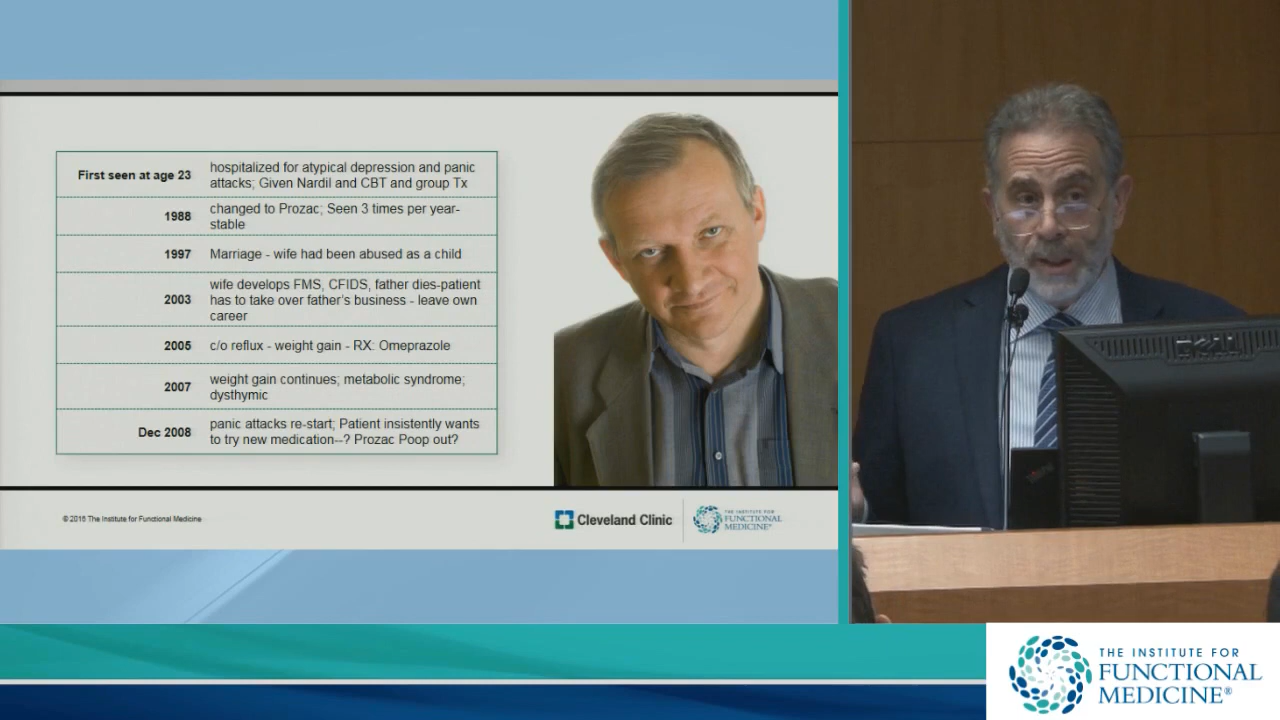 First seen at age 23
hospitalized for atypical depression and panic
attacks; Given Nardil and CBT and group Tx
1988
changed to Prozac; Seen 3 times per year-
stable
1997
Marriage - wife had been abused as a child
2003
wife develops FMS, CFIDS, father dies-patient
has to take over father's business - leave own
career
2005
c/o reflux - weight gain - RX: Omeprazole
2007
weight gain continues; metabolic syndrome;
dysthymic
Dec 2008
panic attacks re-start; Patient insistently wants
to try new medication--? Prozac Poop out?
© 2016 The Institute for Functional Medicine
Cleveland Clinic
THE INSTITUTE FOR
FUNCTIONAL
MEDICINE®
DELL
THE INSTITUTE FOR
FUNCTIONAL
MEDICINE®